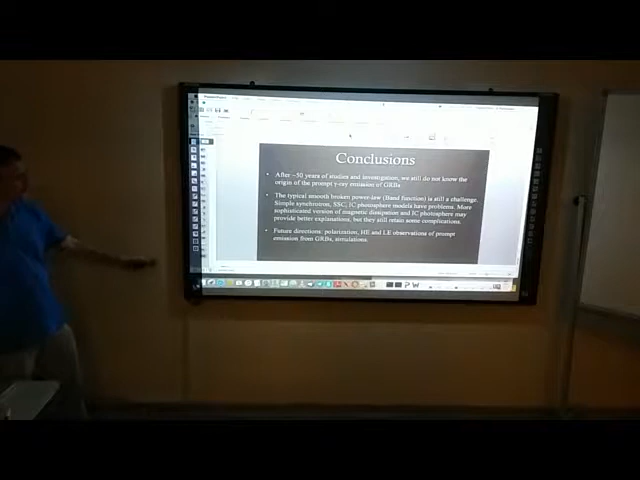 Conclusions
• After ~50 years of studies and investigation, we still do not know the
origin of the prompt γ-ray emission of GRBs
• The typical smooth broken power-law (Band function) is still a challenge.
Simple synchrotron, SSC, IC photosphere models have problems. More
sophisticated version of magnetic dissipation and IC photosphere may
provide better explanations, but they still retain some complications.
• Future directions: polarization, HE and LE observations of prompt
emission from GRBs, simulations.